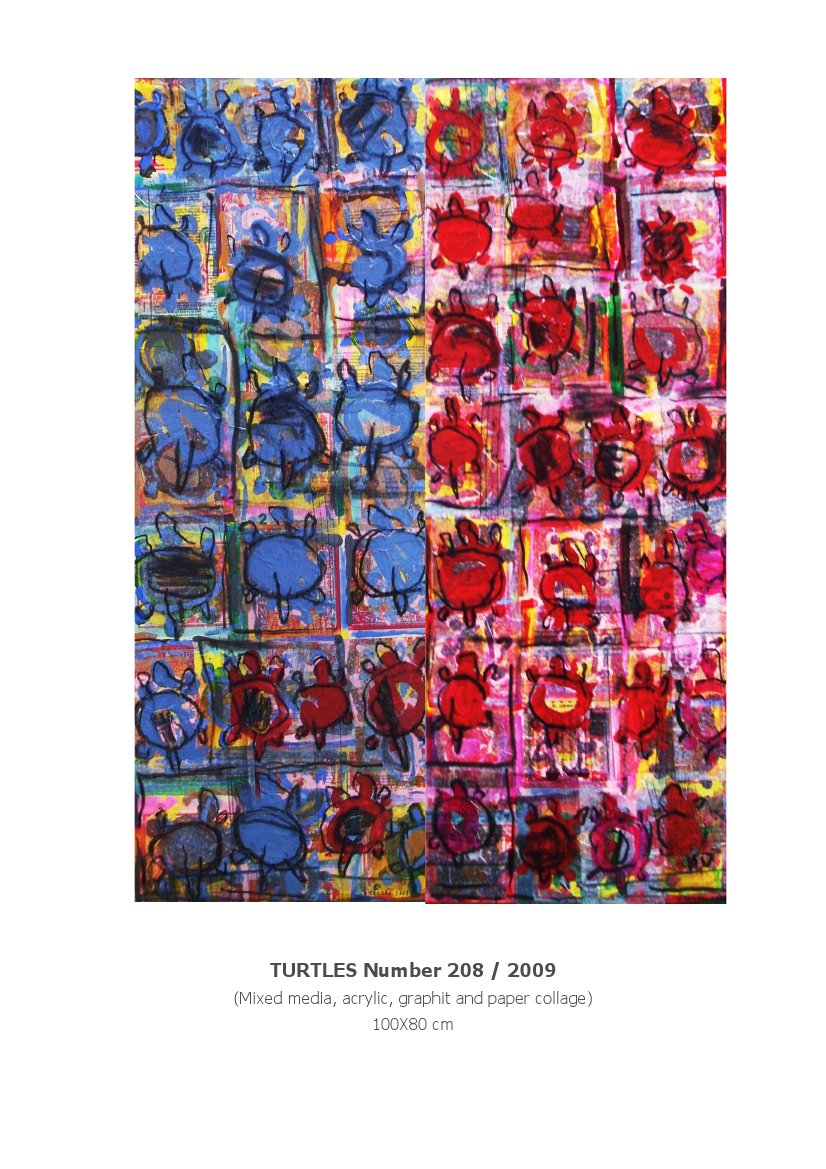 TURTLES Number 208 / 2009
(Mixed media, acrylic, graphit and paper collage)
100X80 cm